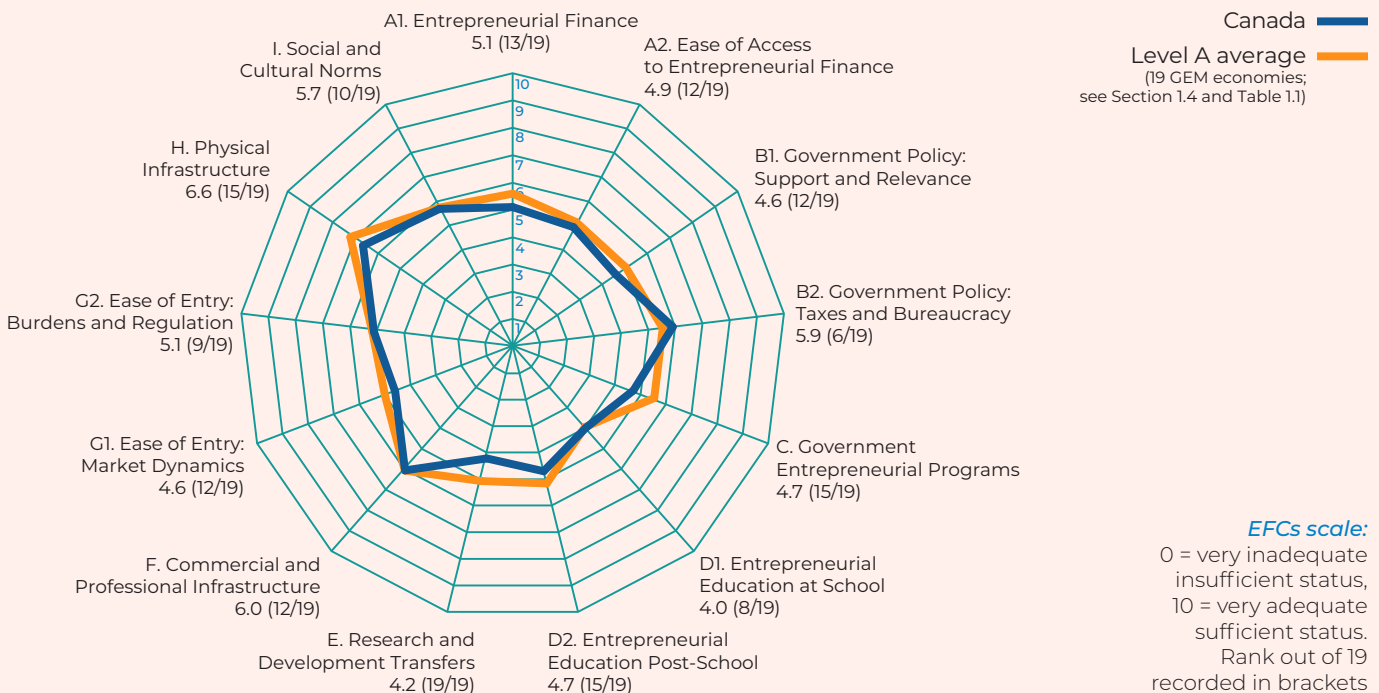 A1. Entrepreneurial Finance
5.1 (13/19)
A2. Ease of Access
to Entrepreneurial Finance
4.9 (12/19)
B1. Government Policy:
Support and Relevance
4.6 (12/19)
B2. Government Policy:
Taxes and Bureaucracy
5.9 (6/19)
C. Government
Entrepreneurial Programs
4.7 (15/19)
D1. Entrepreneurial
Education at School
4.0 (8/19)
D2. Entrepreneurial
Education Post-School
4.7 (15/19)
E. Research and
Development Transfers
4.2 (19/19)
F. Commercial and
Professional Infrastructure
6.0 (12/19)
G1. Ease of Entry:
Market Dynamics
4.6 (12/19)
G2. Ease of Entry:
Burdens and Regulation
5.1 (9/19)
H. Physical
Infrastructure
6.6 (15/19)
I. Social and
Cultural Norms
5.7 (10/19)
10
9
8
7
6
5
4
3
2
1
Canada
Level A average
(19 GEM economies;
see Section 1.4 and Table 1.1)
EFCs scale:
0 = very inadequate
insufficient status,
10 = very adequate
sufficient status.
Rank out of 19
recorded in brackets